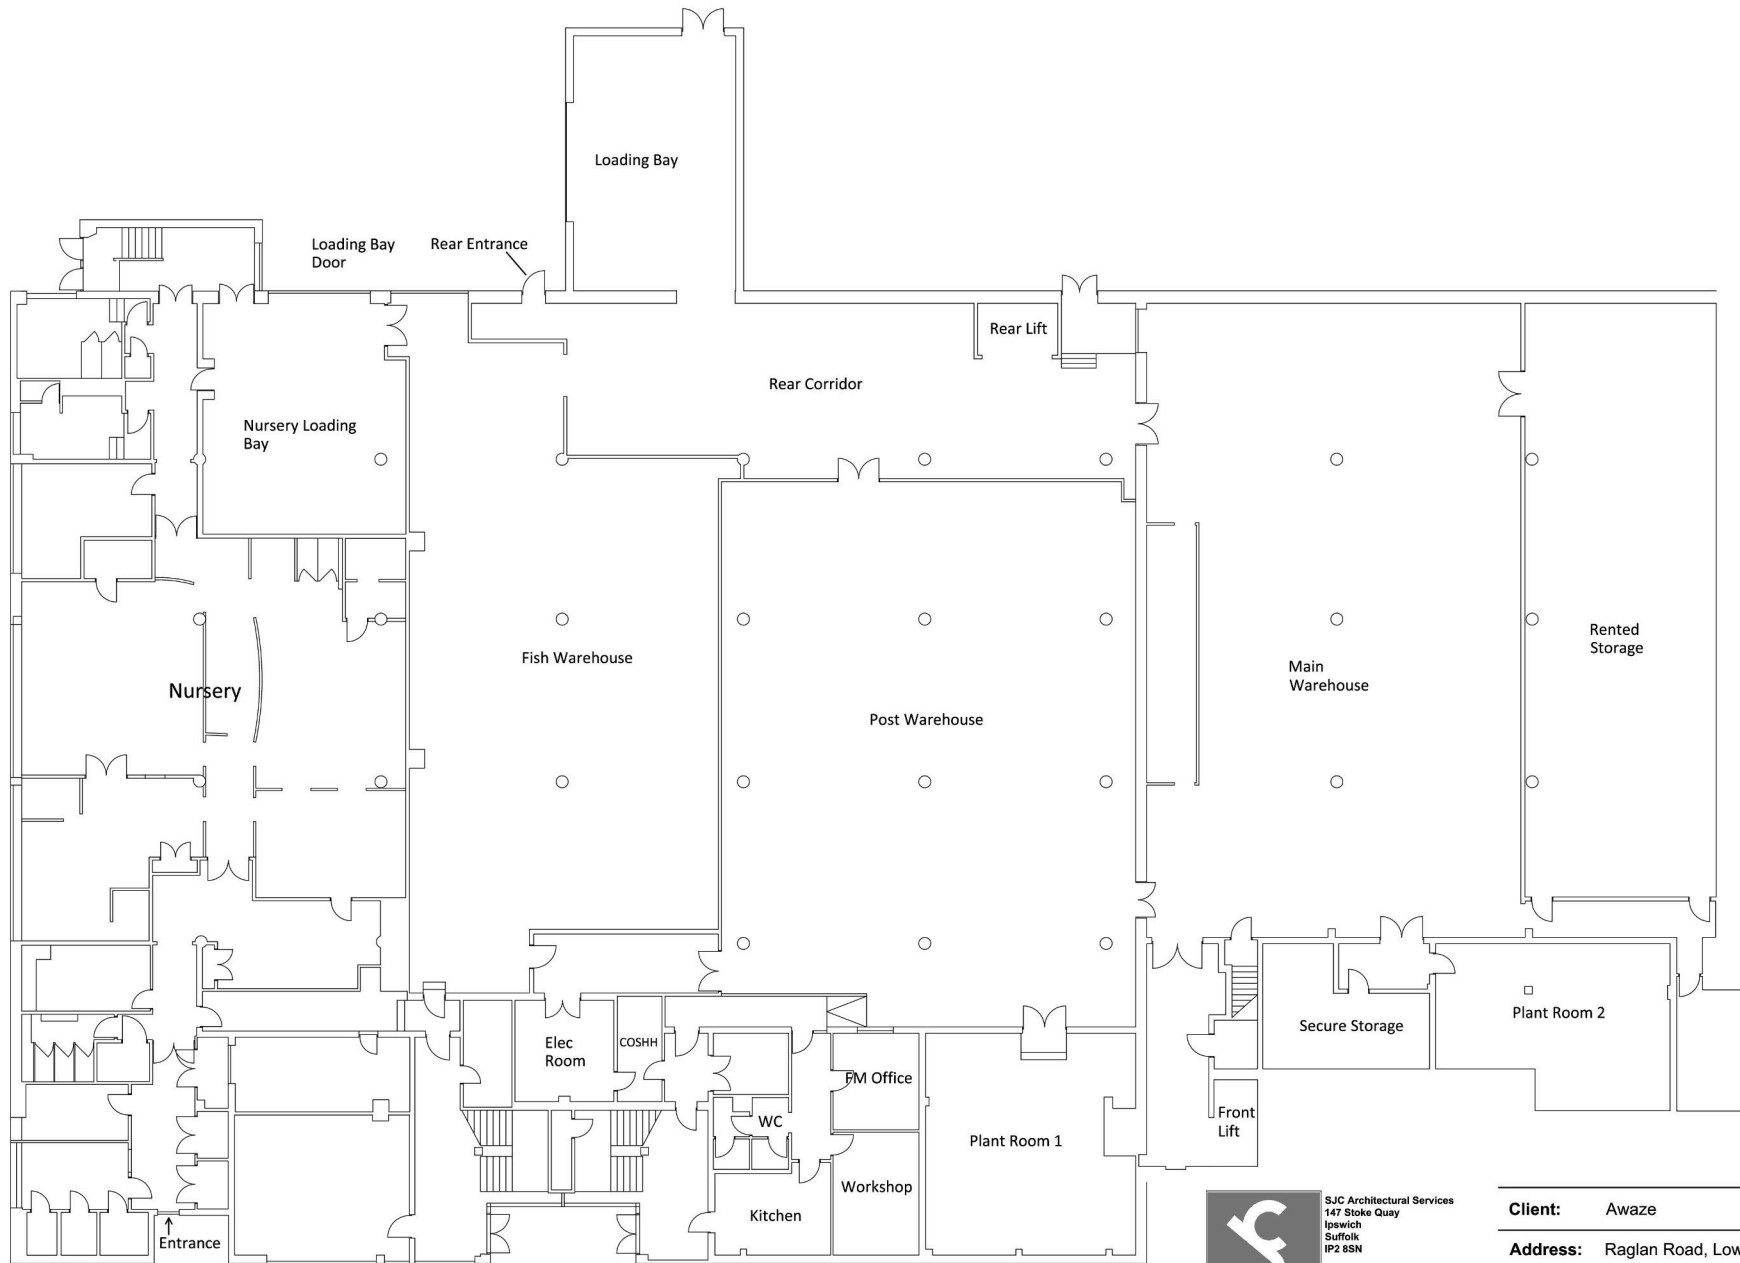 Loading Bay
Loading Bay
Door
Rear Entrance
Rear Lift
Rear Corridor
Nursery Loading
Bay
Fish Warehouse
Rented
Storage
Main
Warehouse
Nursery
Post Warehouse
Plant Room 2
Secure Storage
Elec
Room
COSHH
FM Office
WC
Front
Lift
Plant Room 1
Workshop
Kitchen
Entrance
SJC Architectural Services
147 Stoke Quay
Ipswich
Suffolk
IP2 8SN
Client: Awaze
Address: Raglan Road, Low